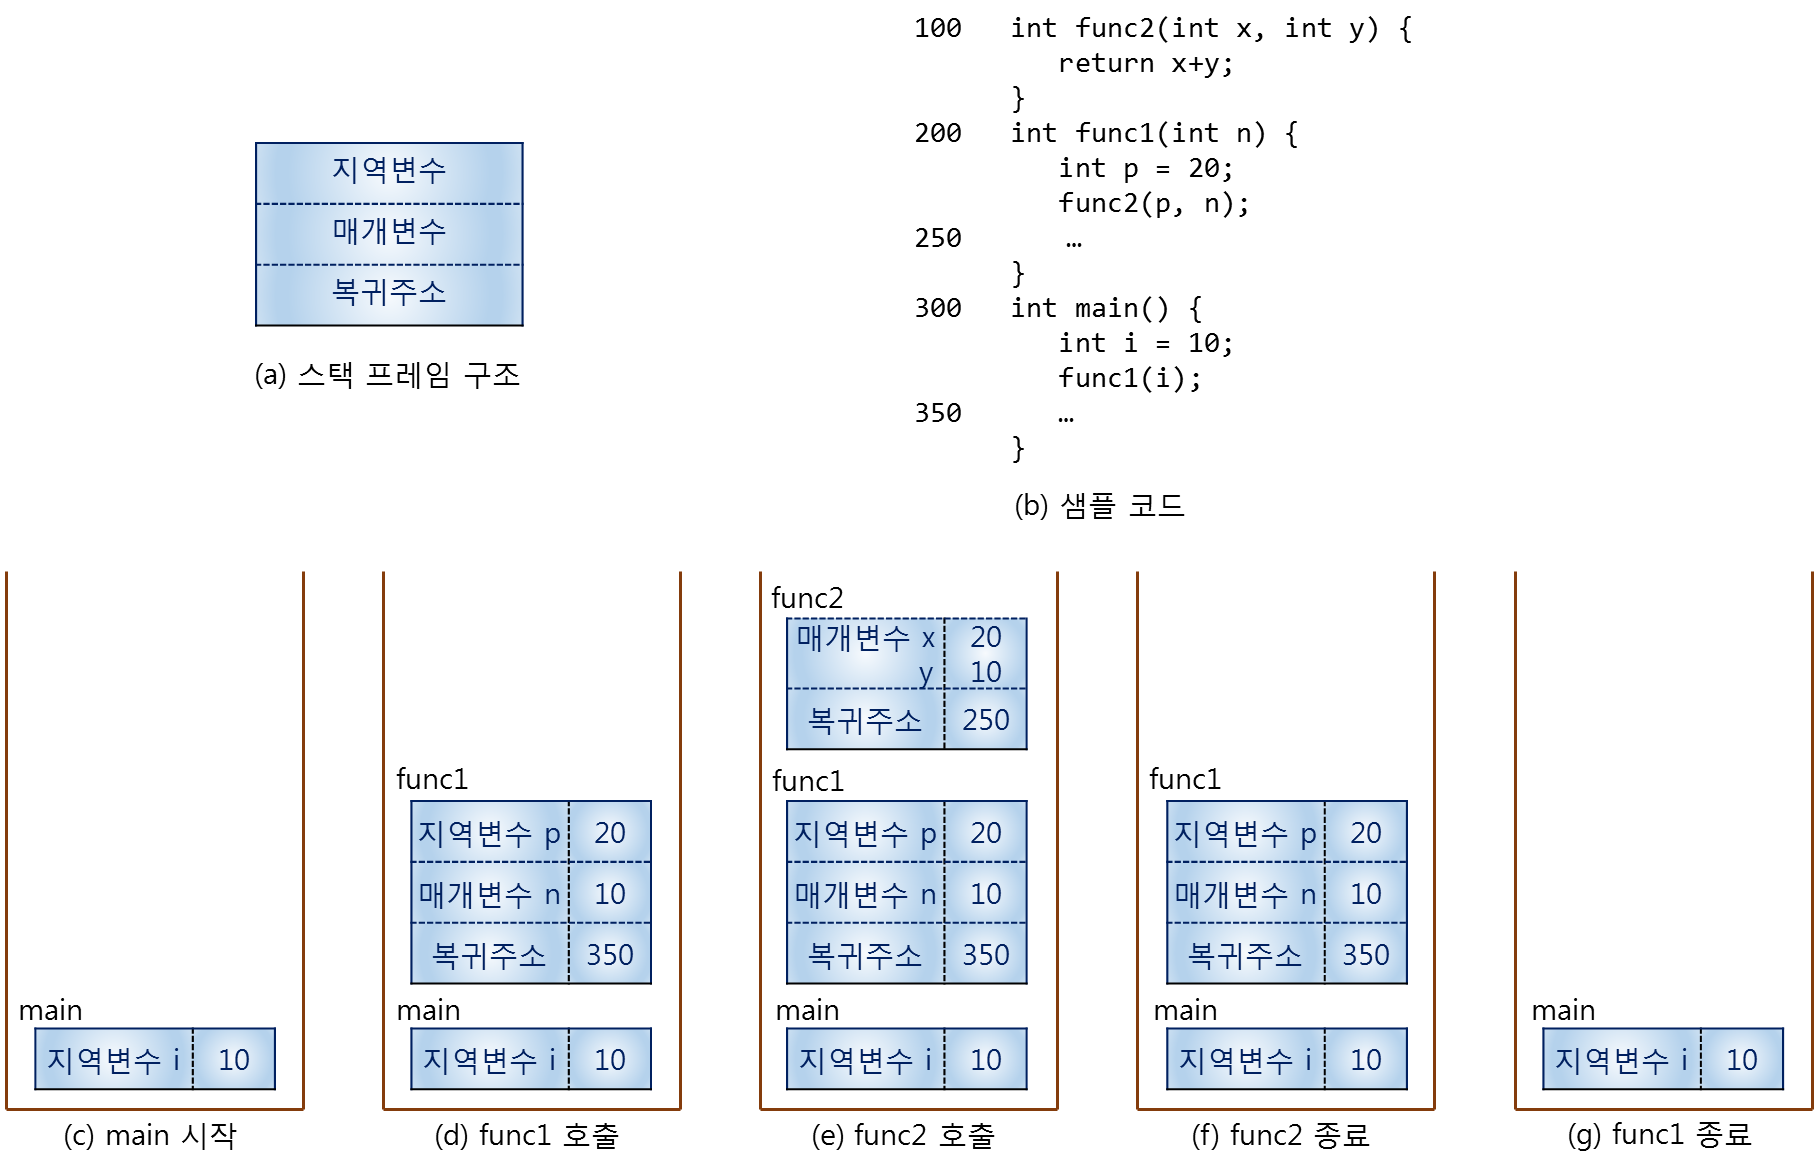 지역변수
매개변수
복귀주소
(a) 스택 프레임 구조
100 int func2(int x, int y) {
return x+y;
}
200 int func1(int n) {
int p = 20;
func2(p, n);
250 …
}
300 int main() {
int i = 10;
func1(i);
350 …
}
(b) 샘플 코드
main
지역변수 i 10
(c) main 시작
func1
지역변수 p 20
매개변수 n 10
복귀주소 350
main
지역변수 i 10
(d) func1 호출
func2
매개변수 x 20
y 10
복귀주소 250
func1
지역변수 p 20
매개변수 n 10
복귀주소 350
main
지역변수 i 10
(e) func2 호출
func1
지역변수 p 20
매개변수 n 10
복귀주소 350
main
지역변수 i 10
(f) func2 종료
main
지역변수 i 10
(g) func1 종료